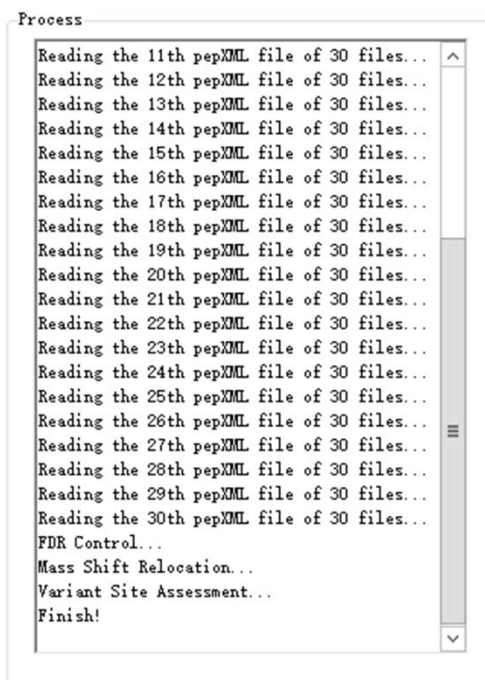 Process
Reading the 11th pepXML file of 30 files...
Reading the 12th pepXML file of 30 files...
Reading the 13th pepXML file of 30 files...
Reading the 14th pepXML file of 30 files...
Reading the 15th pepXML file of 30 files...
Reading the 16th pepXML file of 30 files...
Reading the 17th pepXML file of 30 files...
Reading the 18th pepXML file of 30 files...
Reading the 19th pepXML file of 30 files...
Reading the 20th pepXML file of 30 files...
Reading the 21th pepXML file of 30 files...
Reading the 22th pepXML file of 30 files...
Reading the 23th pepXML file of 30 files...
Reading the 24th pepXML file of 30 files...
Reading the 25th pepXML file of 30 files...
Reading the 26th pepXML file of 30 files...
Reading the 27th pepXML file of 30 files...
Reading the 28th pepXML file of 30 files...
Reading the 29th pepXML file of 30 files...
Reading the 30th pepXML file of 30 files...
FDR Control...
Mass Shift Relocation...
Variant Site Assessment...
Finish!